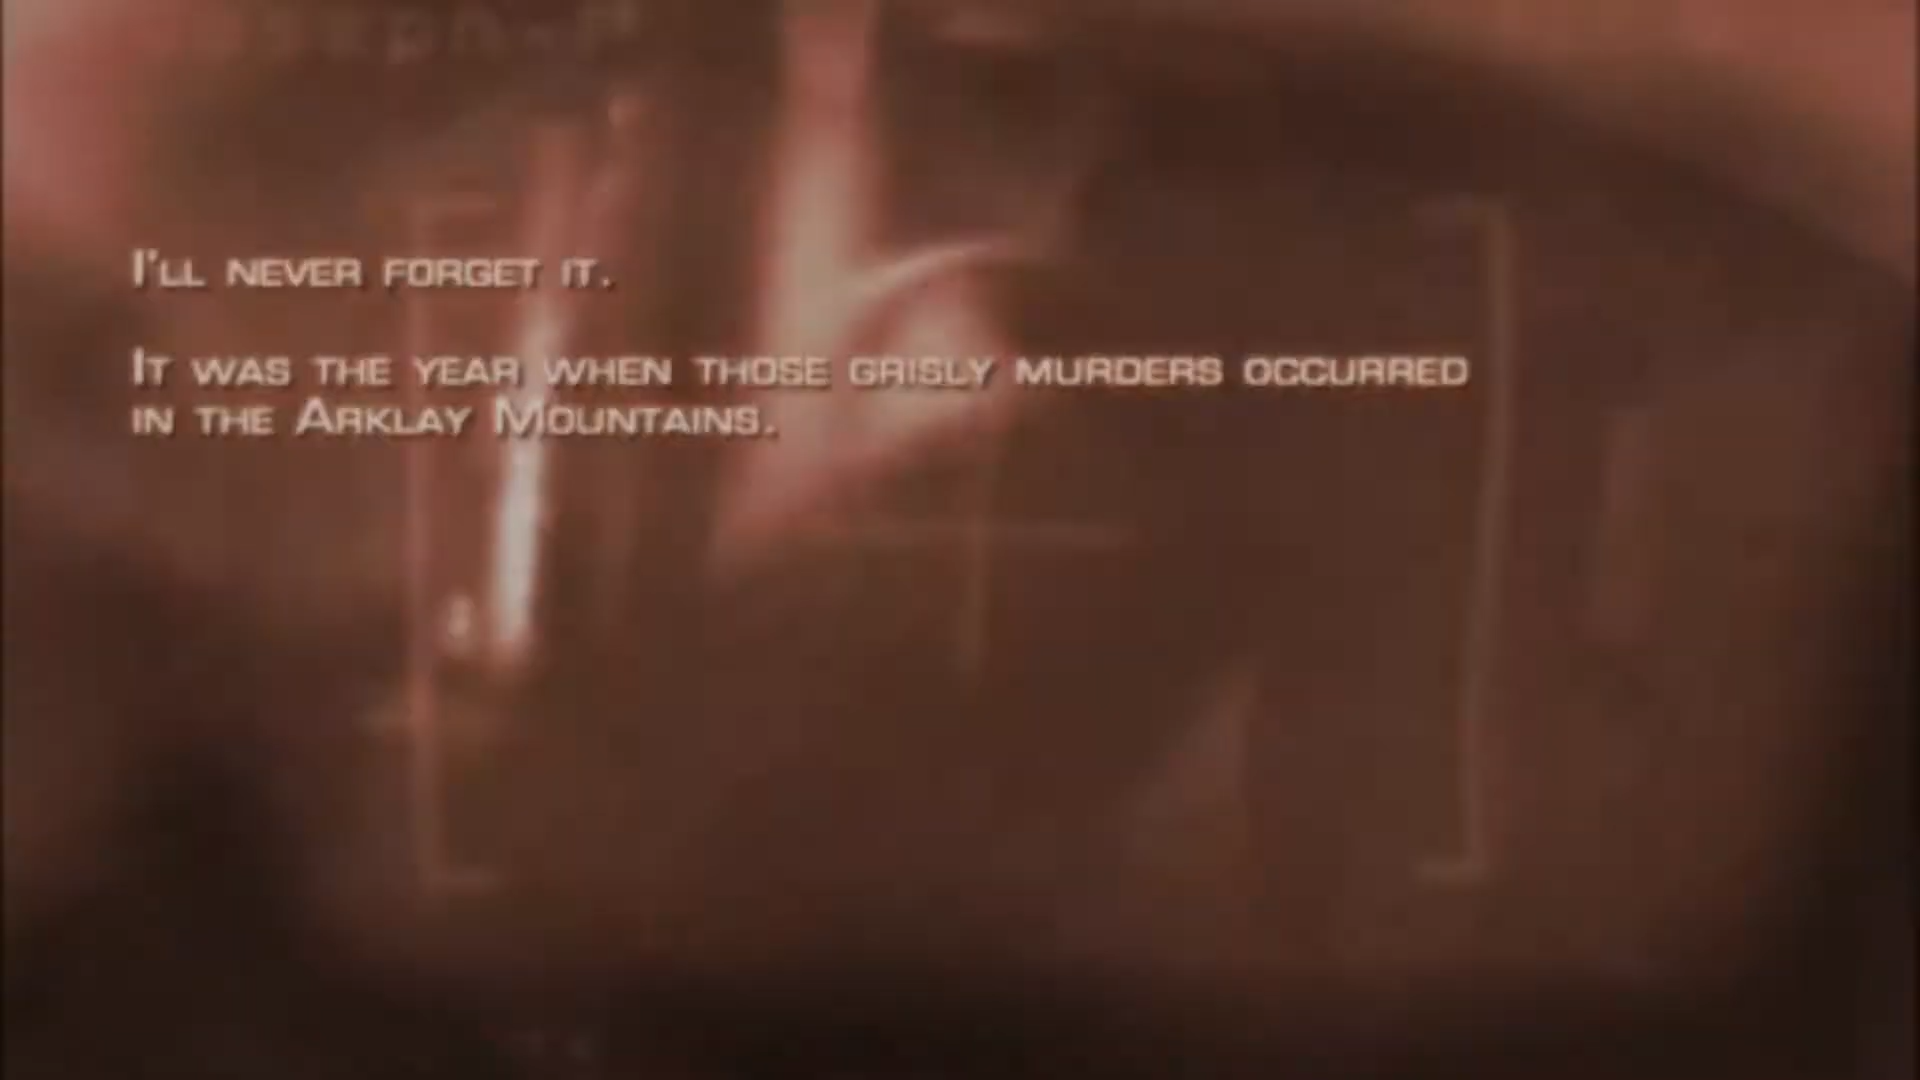 I'll never forget it.
It was the year when those grisly murders occurred
in the Arklay Mountains.